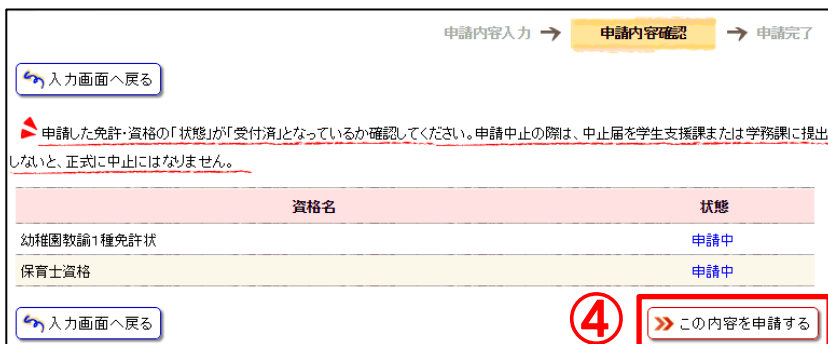 申請内容入力 → 申請内容確認 → 申請完了
入力画面へ戻る
申請した免許・資格の「状態」が「受付済」となっているか確認してください。申請中止の際は、中止届を学生支援課または学務課に提出
しないと、正式に中止にはなりません。
資格名 状態
幼稚園教諭1種免許状 申請中
保育士資格 申請中
入力画面へ戻る ④ この内容を申請する